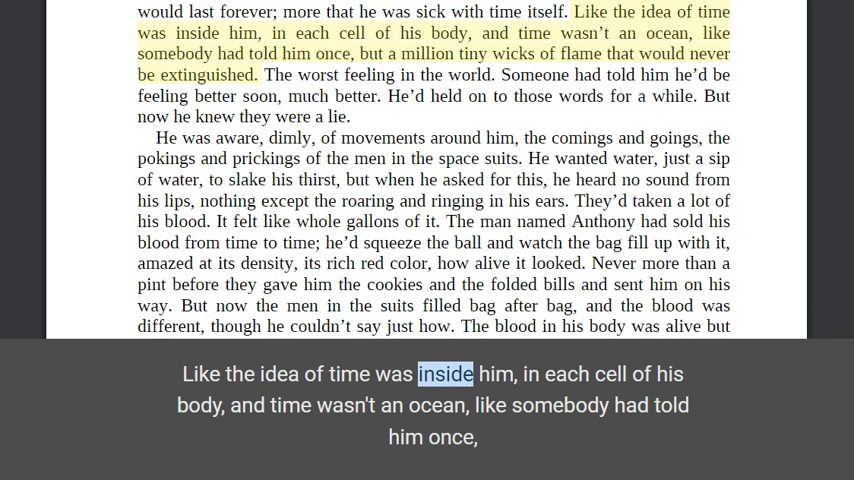 would last forever; more that he was sick with time itself. Like the idea of time
was inside him, in each cell of his body, and time wasn’t an ocean, like
somebody had told him once, but a million tiny wicks of flame that would never
be extinguished. The worst feeling in the world. Someone had told him he’d be
feeling better soon, much better. He’d held on to those words for a while. But
now he knew they were a lie.
He was aware, dimly, of movements around him, the comings and goings, the
pokings and prickings of the men in the space suits. He wanted water, just a sip
of water, to slake his thirst, but when he asked for this, he heard no sound from
his lips, nothing except the roaring and ringing in his ears. They’d taken a lot of
his blood. It felt like whole gallons of it. The man named Anthony had sold his
blood from time to time; he’d squeeze the ball and watch the bag fill up with it,
amazed at its density, its rich red color, how alive it looked. Never more than a
pint before they gave him the cookies and the folded bills and sent him on his
way. But now the men in the suits filled bag after bag, and the blood was
different, though he couldn’t say just how. The blood in his body was alive but
Like the idea of time was inside him, in each cell of his
body, and time wasn't an ocean, like somebody had told
him once,